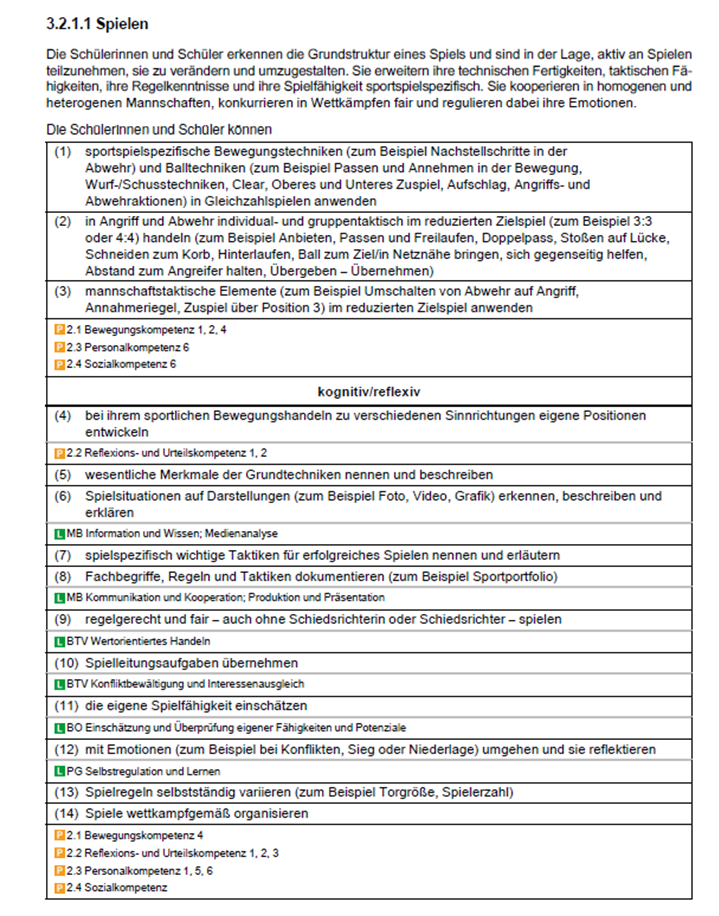 3.2.1.1 Spielen
Die Schülerinnen und Schüler erkennen die Grundstruktur eines Spiels und sind in der Lage, aktiv an Spielen
teilzunehmen, sie zu verändern und umzugestalten. Sie erweitern ihre technischen Fertigkeiten, taktischen Fä-
higkeiten, ihre Regelkenntnisse und ihre Spielfähigkeit sportspielspezifisch. Sie kooperieren in homogenen und
heterogenen Mannschaften, konkurrieren in Wettkämpfen fair und regulieren dabei ihre Emotionen.
Die Schülerinnen und Schüler können
(1) sportspielspezifische Bewegungstechniken (zum Beispiel Nachstellschritte in der
Abwehr) und Balltechniken (zum Beispiel Passen und Annehmen in der Bewegung,
Wurf-/Schusstechniken, Clear, Oberes und Unteres Zuspiel, Aufschlag, Angriffs- und
Abwehraktionen) in Gleichzahlspielen anwenden
(2) in Angriff und Abwehr individual- und gruppentaktisch im reduzierten Zielspiel (zum Beispiel 3:3
oder 4:4) handeln (zum Beispiel Anbieten, Passen und Freilaufen, Doppelpass, Stoßen auf Lücke,
Schneiden zum Korb, Hinterlaufen, Ball zum Ziel/in Netznähe bringen, sich gegenseitig helfen,
Abstand zum Angreifer halten, Übergeben – Übernehmen)
(3) mannschaftstaktische Elemente (zum Beispiel Umschalten von Abwehr auf Angriff,
Annahmeriegel, Zuspiel über Position 3) im reduzierten Zielspiel anwenden
P 2.1 Bewegungskompetenz 1, 2, 4
P 2.3 Personalkompetenz 6
P 2.4 Sozialkompetenz 6
kognitiv/reflexiv
(4) bei ihrem sportlichen Bewegungshandeln zu verschiedenen Sinnrichtungen eigene Positionen
entwickeln
P 2.2 Reflexions- und Urteilskompetenz 1, 2
(5) wesentliche Merkmale der Grundtechniken nennen und beschreiben
(6) Spielsituationen auf Darstellungen (zum Beispiel Foto, Video, Grafik) erkennen, beschreiben und
erklären
L MB Information und Wissen; Medienanalyse
(7) spielspezifisch wichtige Taktiken für erfolgreiches Spielen nennen und erläutern
(8) Fachbegriffe, Regeln und Taktiken dokumentieren (zum Beispiel Sportportfolio)
L MB Kommunikation und Kooperation; Produktion und Präsentation
(9) regelgerecht und fair – auch ohne Schiedsrichterin oder Schiedsrichter – spielen
L BTV Wertorientiertes Handeln
(10) Spielleitungsaufgaben übernehmen
L BTV Konfliktbewältigung und Interessenausgleich
(11) die eigene Spielfähigkeit einschätzen
L BO Einschätzung und Überprüfung eigener Fähigkeiten und Potenziale
(12) mit Emotionen (zum Beispiel bei Konflikten, Sieg oder Niederlage) umgehen und sie reflektieren
L PG Selbstregulation und Lernen
(13) Spielregeln selbstständig variieren (zum Beispiel Torgröße, Spielerzahl)
(14) Spiele wettkampfgemäß organisieren
P 2.1 Bewegungskompetenz 4
P 2.2 Reflexions- und Urteilskompetenz 1, 2, 3
P 2.3 Personalkompetenz 1, 5, 6
P 2.4 Sozialkompetenz